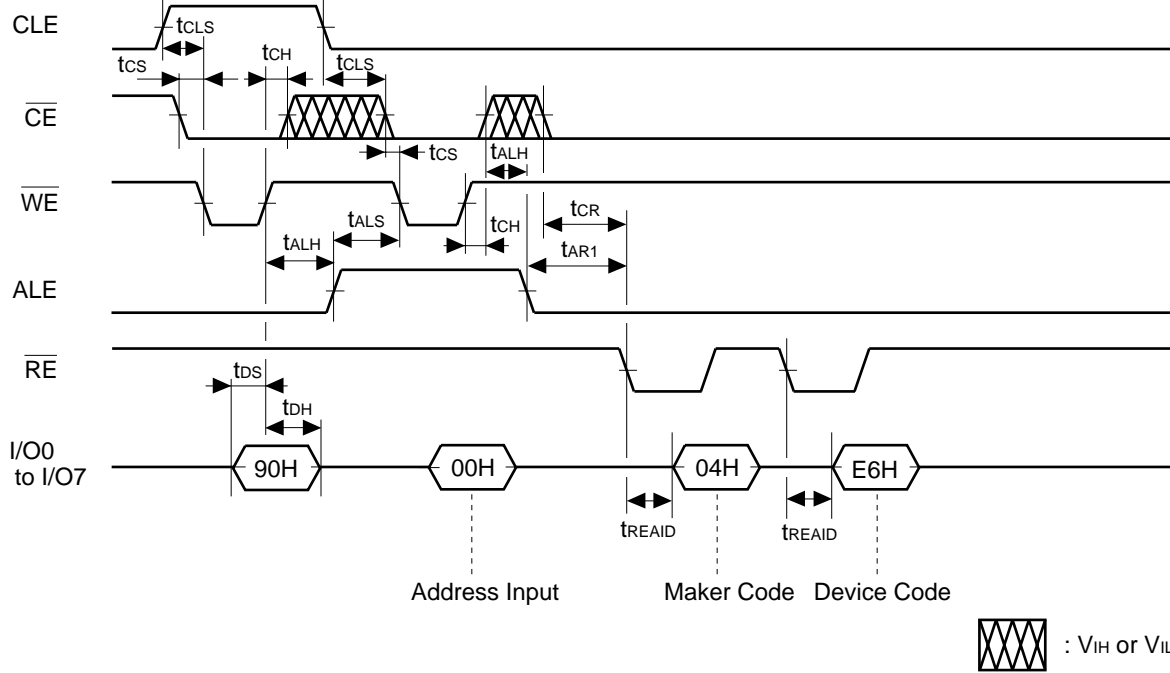 CLE
tCLS
tCS
tCH
tCLS
CE
tCS
tALH
WE
tCR
tCH
tALS
tALH
tAR1
ALE
RE
tDS
tDH
I/O0
to I/O7
90H
00H
04H
E6H
tREAID
tREAID
Address Input
Maker Code
Device Code
: VIH or VIL